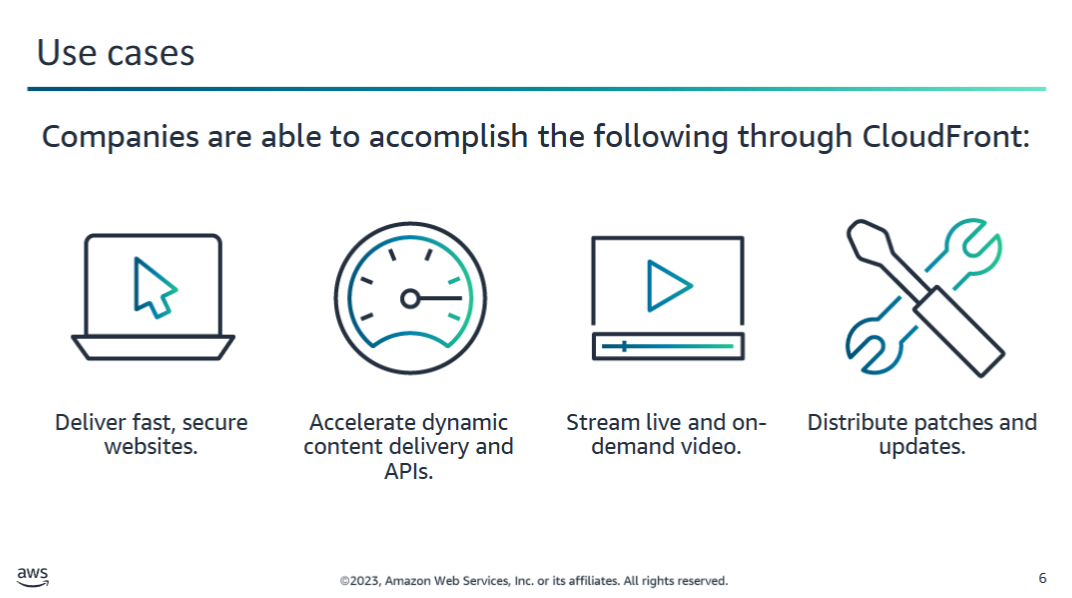 Use cases
Companies are able to accomplish the following through CloudFront:
Deliver fast, secure
websites.
Accelerate dynamic
content delivery and
APIs.
Stream live and on-
demand video.
Distribute patches and
updates.
aws
©2023, Amazon Web Services, Inc. or its affiliates. All rights reserved.
6